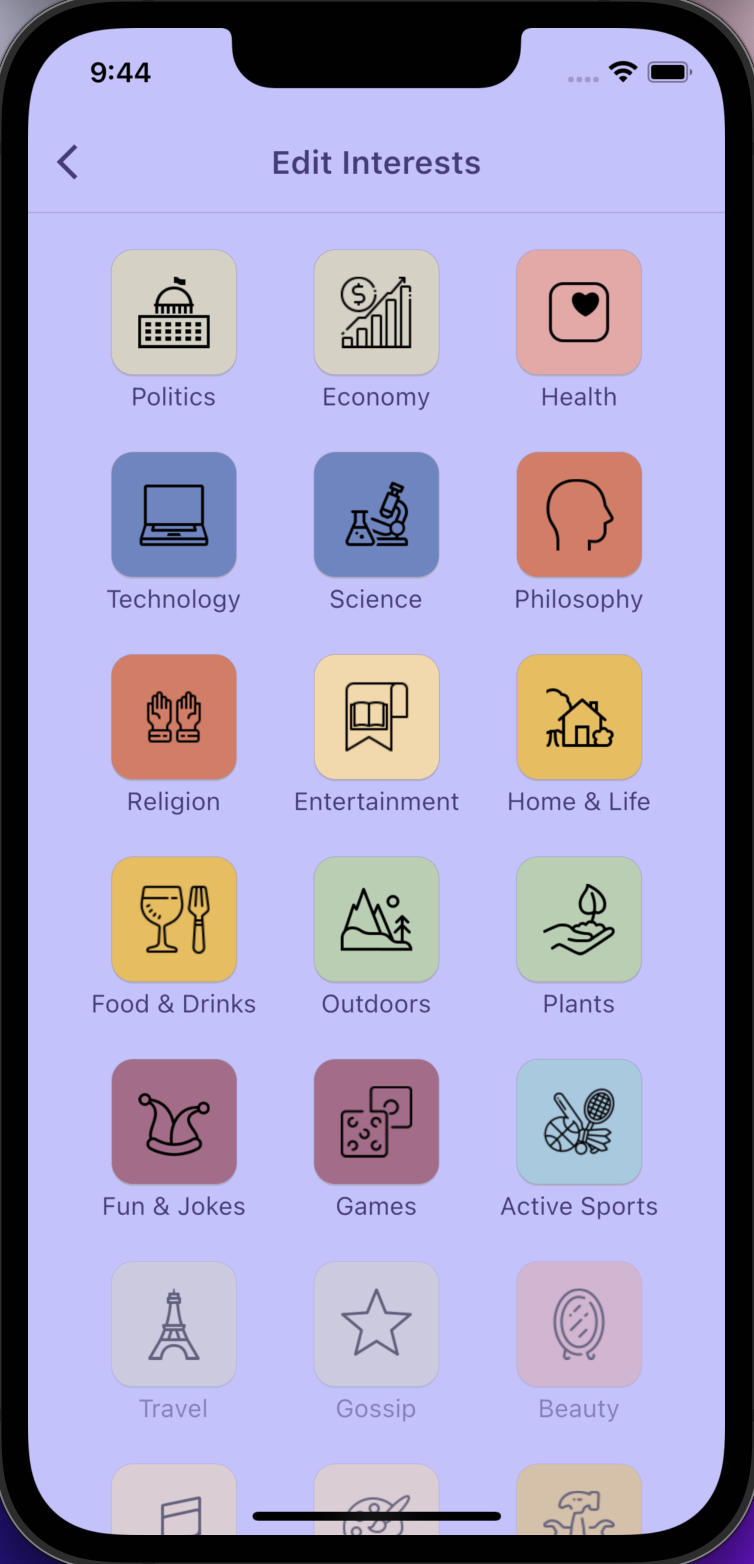 9:44
Edit Interests
Politics
Economy
Health
Technology
Science
Philosophy
Religion
Entertainment
Home & Life
Food & Drinks
Outdoors
Plants
Fun & Jokes
Games
Active Sports
Travel
Gossip
Beauty